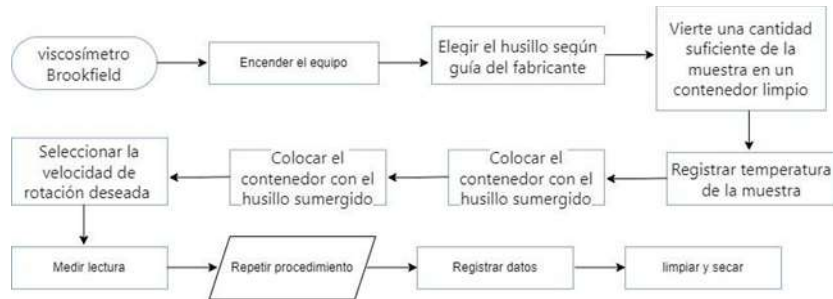 viscosímetro
Brookfield
Encender el equipo
Elegir el husillo según
guía del fabricante
Vierte una cantidad
suficiente de la
muestra en un
contenedor limpio
Registrar temperatura
de la muestra
Colocar el
contenedor con el
husillo sumergido
Colocar el
contenedor con el
husillo sumergido
Seleccionar la
velocidad de
rotación deseada
Medir lectura
Repetir procedimiento
Registrar datos
limpiar y secar